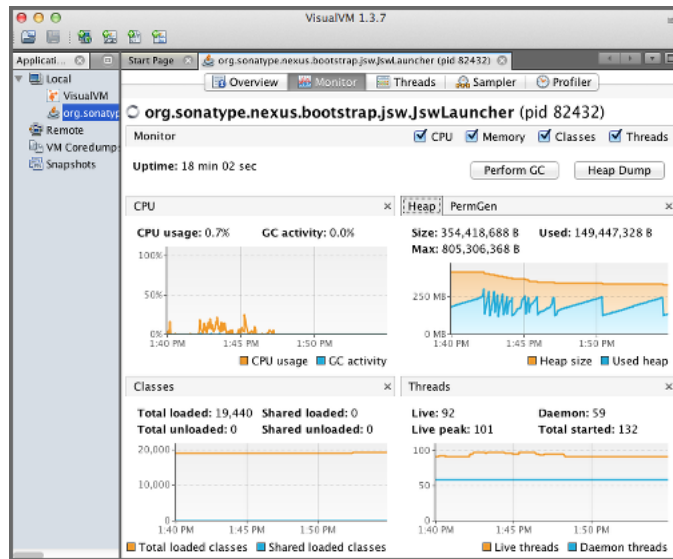 VisualVM 1.3.7
Applicati...
Start Page
org.sonatype.nexus.bootstrap.jsw.JswLauncher (pid 82432)
Local
VisualVM
org.sonatyp
Remote
VM Coredump
Snapshots
Overview Monitor Threads Sampler Profiler
org.sonatype.nexus.bootstrap.jsw.JswLauncher (pid 82432)
Monitor CPU Memory Classes Threads
Uptime: 18 min 02 sec Perform GC Heap Dump
CPU
CPU usage: 0.7% GC activity: 0.0%
100%
50%
0%
1:40 PM 1:45 PM 1:50 PM
CPU usage GC activity
Heap PermGen
Size: 354,418,688 B Used: 149,447,328 B
Max: 805,306,368 B
250 MB
0 MB
1:40 PM 1:45 PM 1:50 PM
Heap size Used heap
Classes
Total loaded: 19,440 Shared loaded: 0
Total unloaded: 0 Shared unloaded: 0
20,000
10,000
0
1:40 PM 1:45 PM 1:50 PM
Total loaded classes Shared loaded classes
Threads
Live: 92 Daemon: 59
Live peak: 101 Total started: 132
100
50
0
1:40 PM 1:45 PM 1:50 PM
Live threads Daemon threads